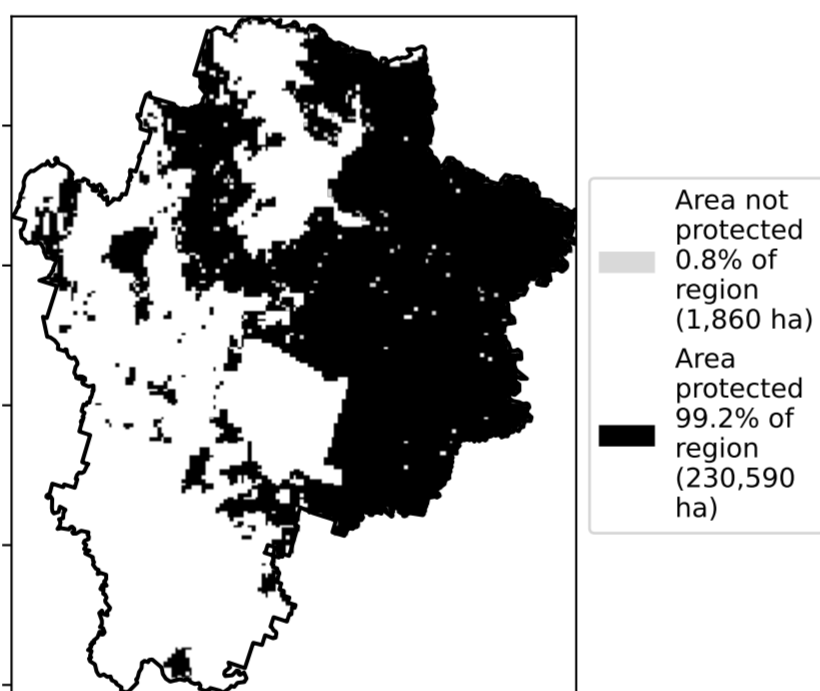 Area not
protected
0.8% of
region
(1,860 ha)
Area
protected
99.2% of
region
(230,590
ha)